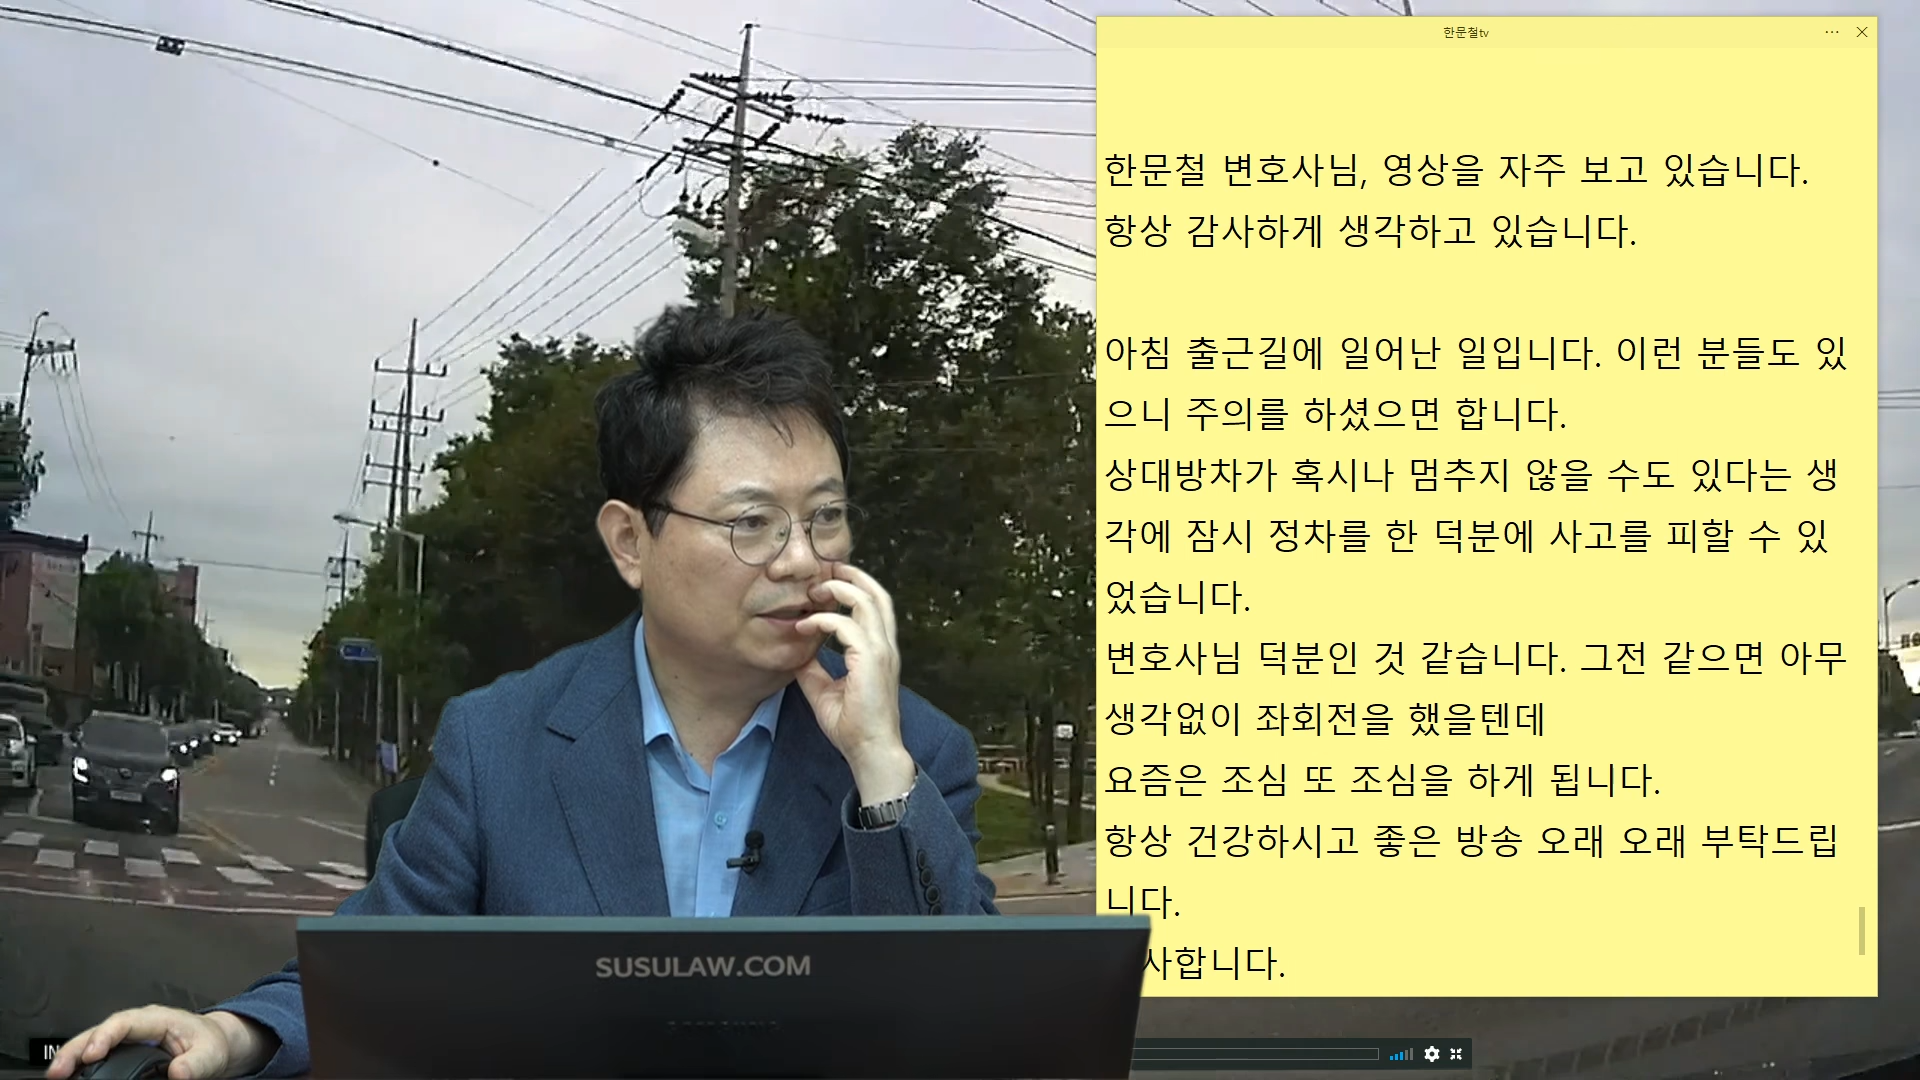 한문철tv
한문철 변호사님, 영상을 자주 보고 있습니다.
항상 감사하게 생각하고 있습니다.
아침 출근길에 일어난 일입니다. 이런 분들도 있
으니 주의를 하셨으면 합니다.
상대방차가 혹시나 멈추지 않을 수도 있다는 생
각에 잠시 정차를 한 덕분에 사고를 피할 수 있
었습니다.
변호사님 덕분인 것 같습니다. 그전 같으면 아무
생각없이 좌회전을 했을텐데
요즘은 조심 또 조심을 하게 됩니다.
항상 건강하시고 좋은 방송 오래 오래 부탁드립
니다.
사합니다.
SUSULAW.COM
IN